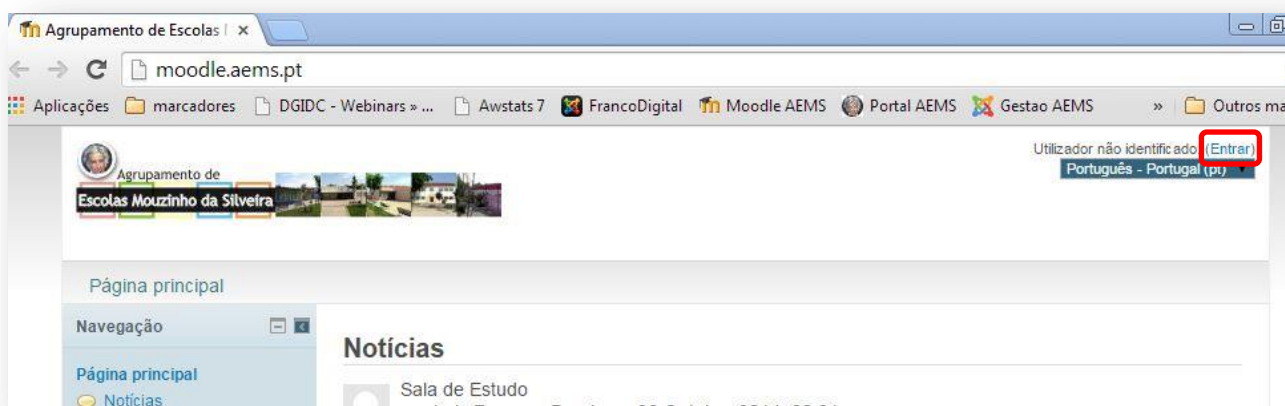 Agrupamento de Escolas
moodle.aems.pt
Aplicações marcadores DGIDC - Webinars » ... Awstats 7 FrancoDigital Moodle AEMS Portal AEMS Gestao AEMS » Outros ma
Utilizador não identificado. (Entrar)
Português - Portugal (pt)
Agrupamento de
Escolas Mouzinho da Silveira
Página principal
Navegação
Página principal
Notícias
Notícias
Sala de Estudo